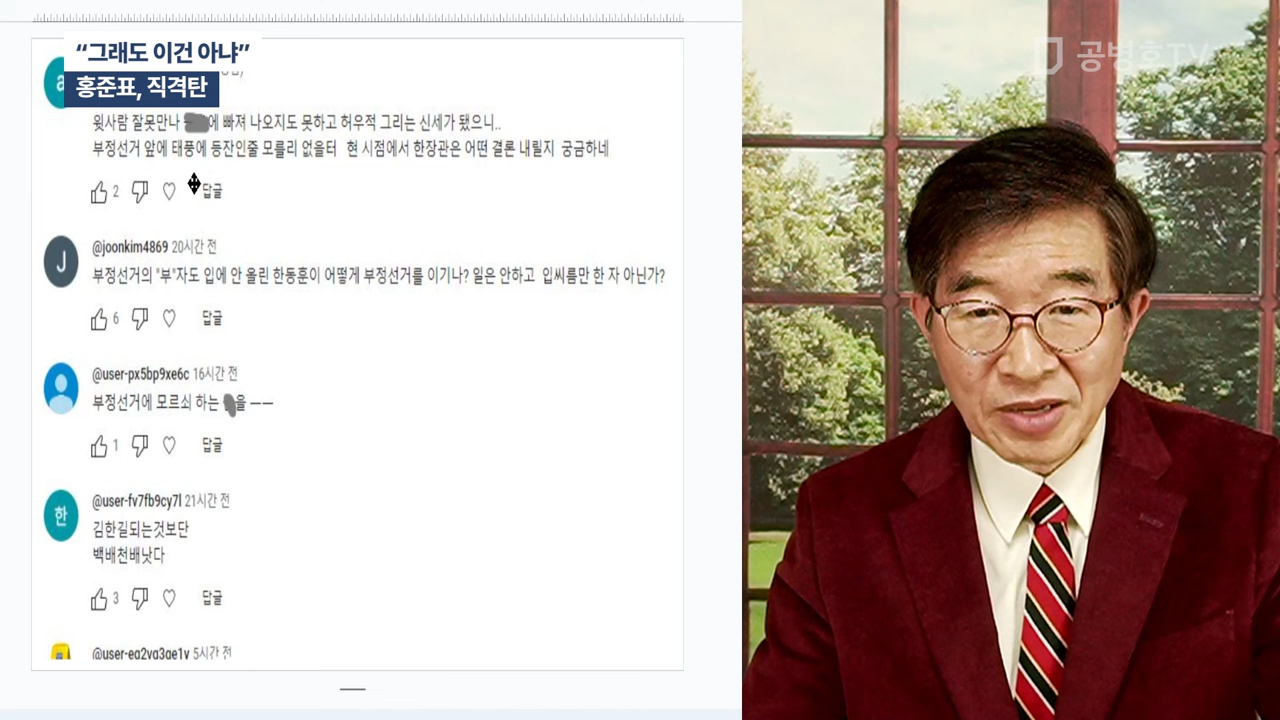 “그래도 이건 아냐”
홍준표, 직격탄
공병호TV
윗사람 잘못만나 에 빠져 나오지도 못하고 허우적 그리는 신세가 됐으니..
부정선거 앞에 태풍에 등잔인줄 모를리 없을터 현 시점에서 한장관은 어떤 결론 내릴지 궁금하네
2 답글
J
@joonkim4869 20시간 전
부정선거의 "부"자도 입에 안 올린 한동훈이 어떻게 부정선거를 이기나? 일은 안하고 입씨름만 한 자 아닌가?
6 답글
@user-px5bp9xe6c 16시간 전
부정선거에 모르쇠 하는 을 ㅡㅡ
1 답글
한
@user-fv7fb9cy7l 21시간 전
김한길되는것보단
백배천배낫다
3 답글
@user-eg2vg3ge1v 5시간 전